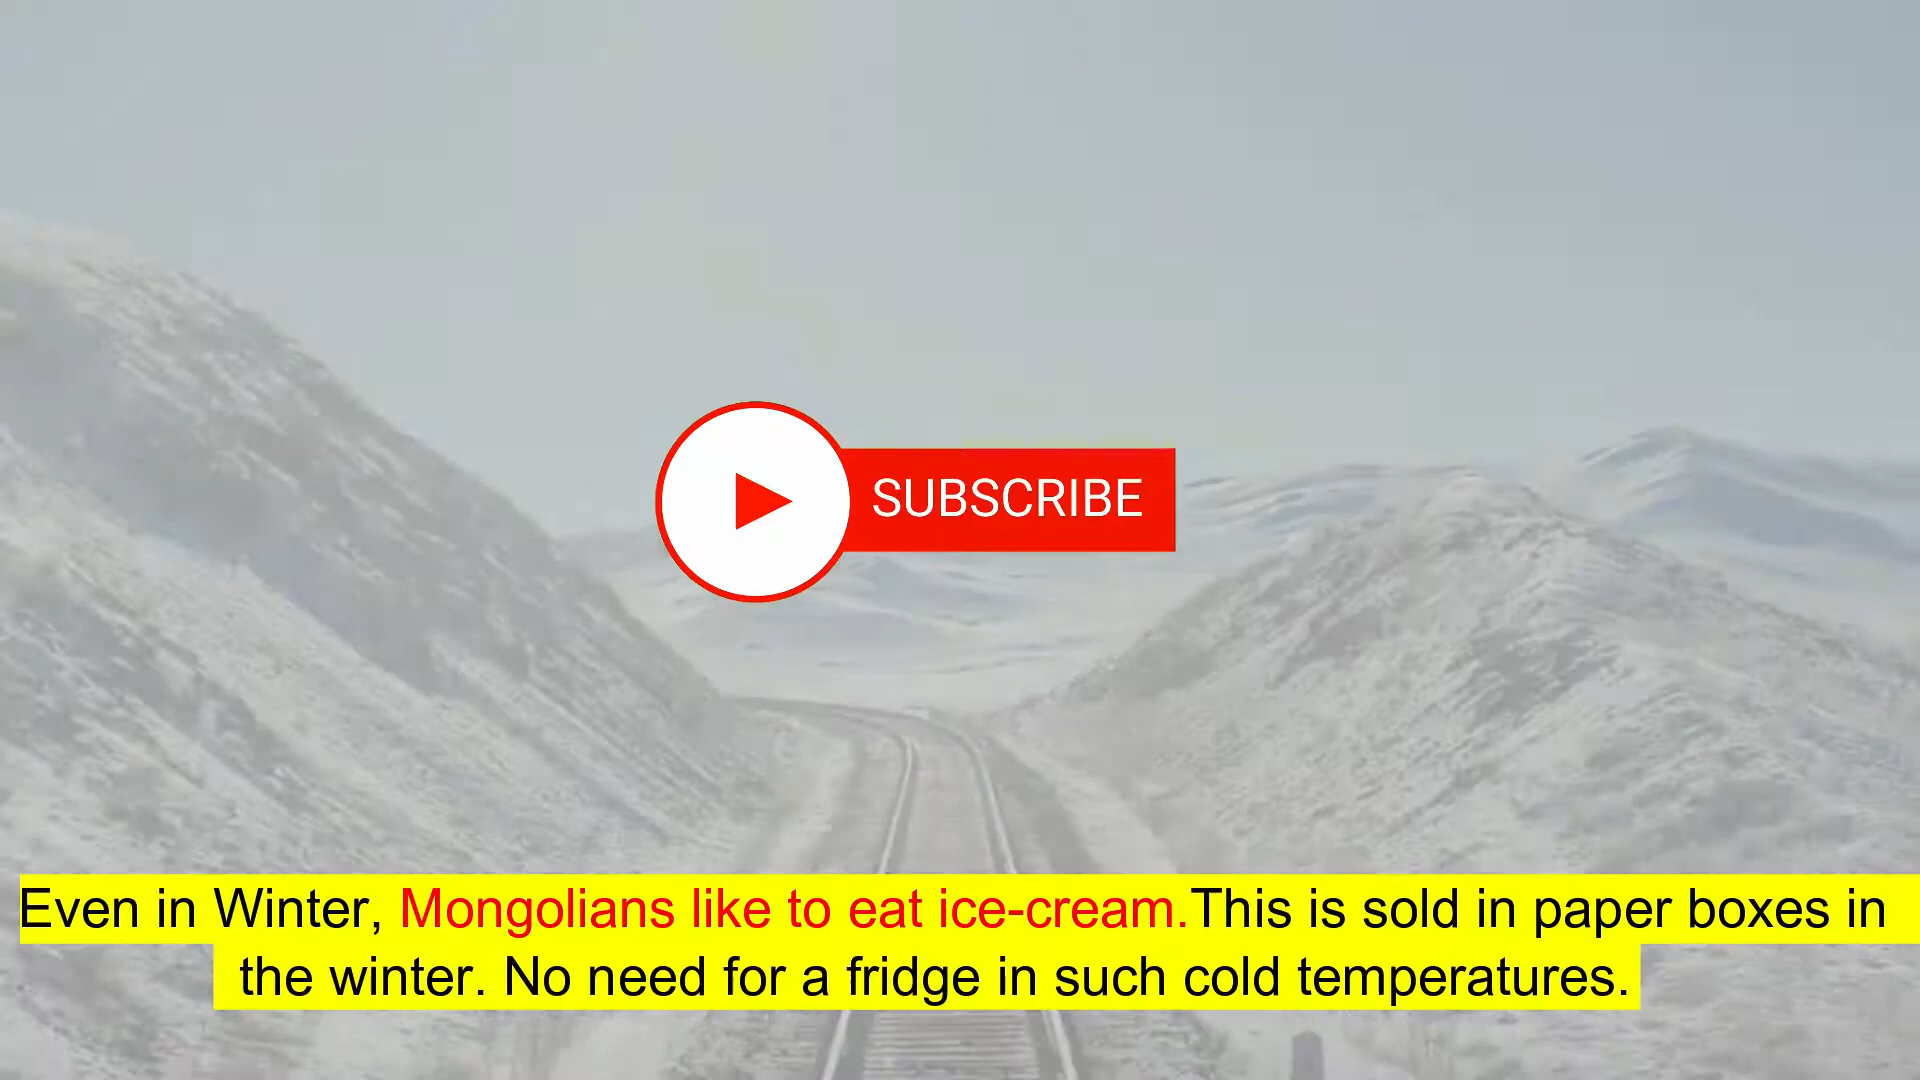 SUBSCRIBE
Even in Winter, Mongolians like to eat ice-cream.This is sold in paper boxes in
the winter. No need for a fridge in such cold temperatures.